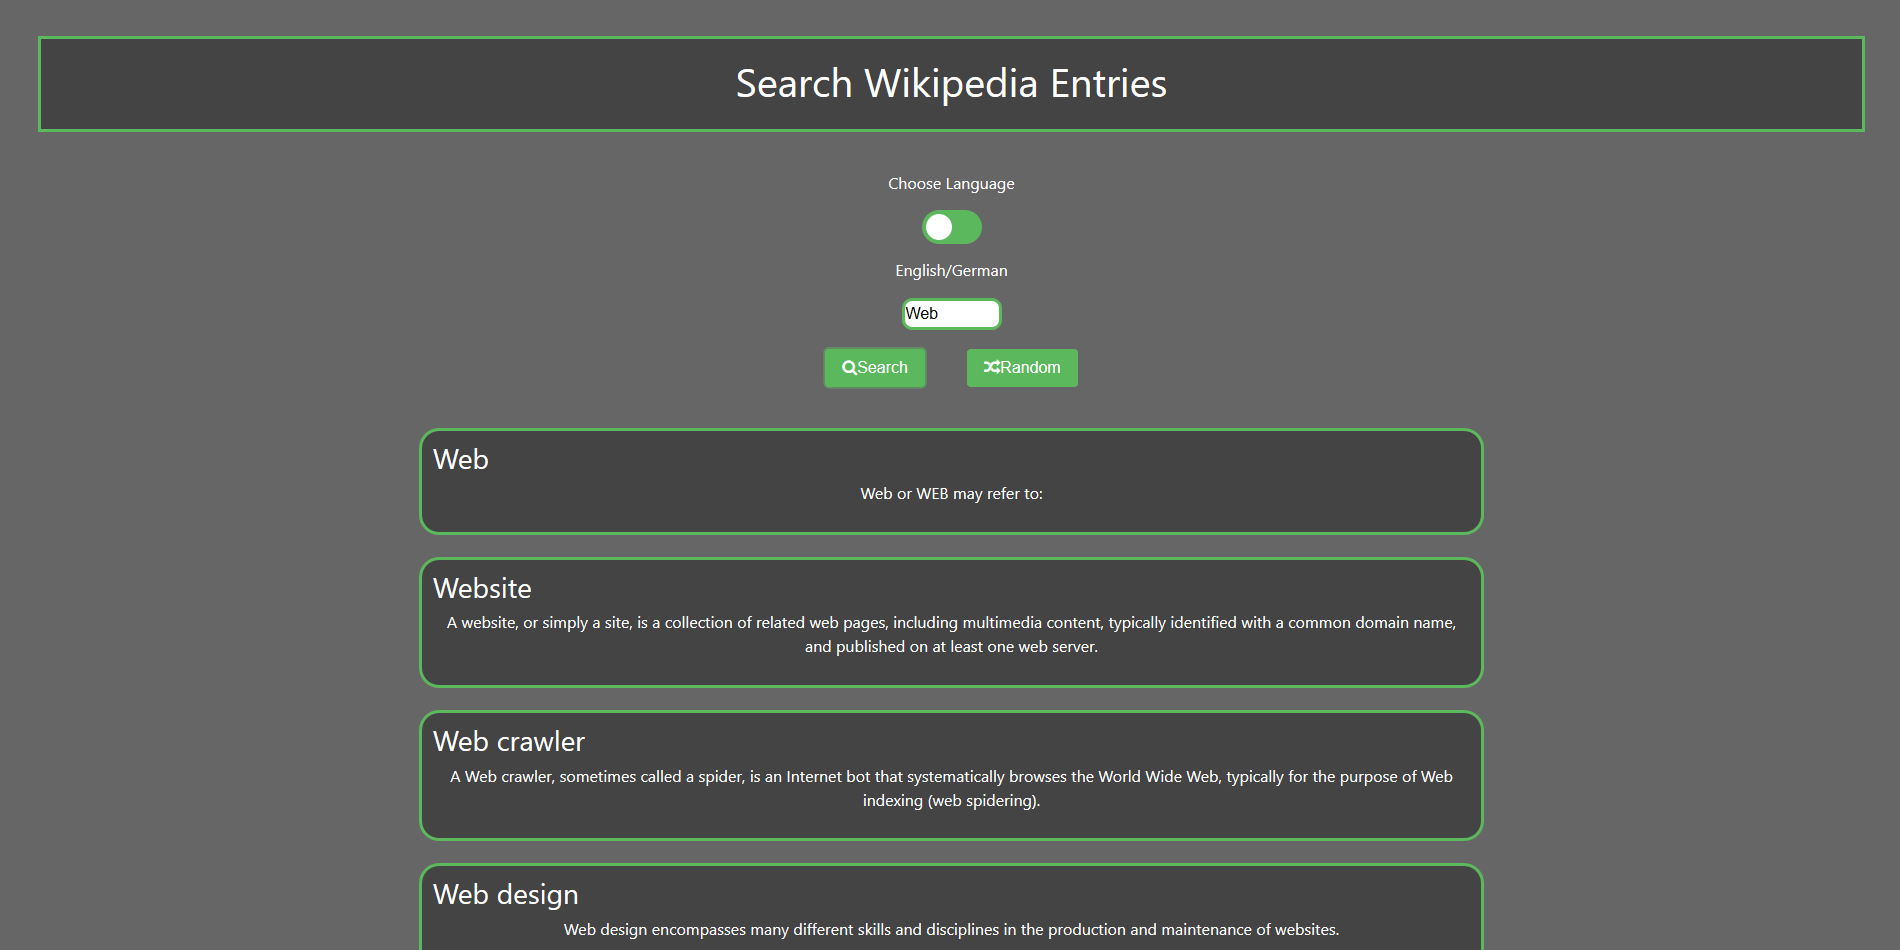 Search Wikipedia Entries
Choose Language
English/German
Web
Search
Random
Web
Web or WEB may refer to:
Website
A website, or simply a site, is a collection of related web pages, including multimedia content, typically identified with a common domain name,
and published on at least one web server.
Web crawler
A Web crawler, sometimes called a spider, is an Internet bot that systematically browses the World Wide Web, typically for the purpose of Web
indexing (web spidering).
Web design
Web design encompasses many different skills and disciplines in the production and maintenance of websites.